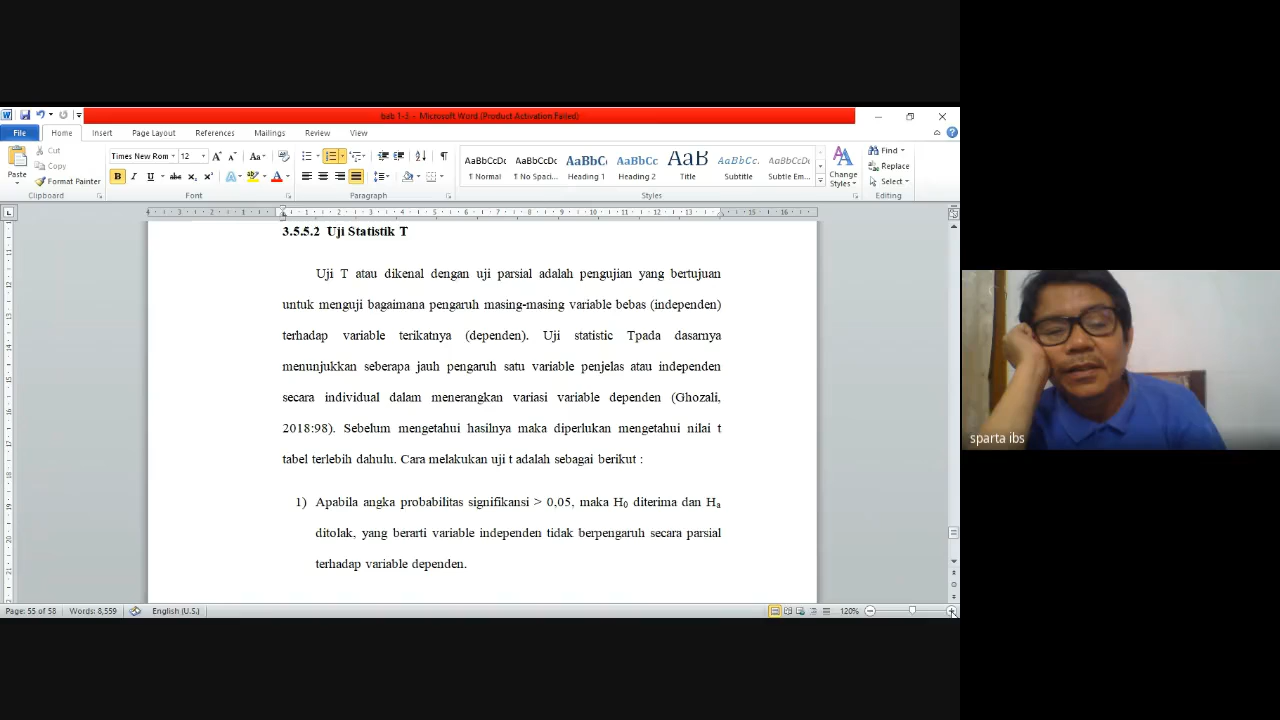 bab 1-3 - Microsoft Word (Product Activation Failed)
File Home Insert Page Layout References Mailings Review View
Cut
Copy
Paste
Format Painter
Clipboard
Times New Rom 12
Font
Paragraph
AaBbCcDc AaBbCcDc AaBbC AaBbCc AaB AaBbCc. AaBbCcDc
¶ Normal ¶ No Spaci... Heading 1 Heading 2 Title Subtitle Subtle Em...
Styles
Change Styles
Find
Replace
Select
Editing
3.5.5.2 Uji Statistik T
Uji T atau dikenal dengan uji parsial adalah pengujian yang bertujuan
untuk menguji bagaimana pengaruh masing-masing variable bebas (independen)
terhadap variable terikatnya (dependen). Uji statistic Tpada dasarnya
menunjukkan seberapa jauh pengaruh satu variable penjelas atau independen
secara individual dalam menerangkan variasi variable dependen (Ghozali,
2018:98). Sebelum mengetahui hasilnya maka diperlukan mengetahui nilai t
tabel terlebih dahulu. Cara melakukan uji t adalah sebagai berikut :
1) Apabila angka probabilitas signifikansi > 0,05, maka H₀ diterima dan Hₐ
ditolak, yang berarti variable independen tidak berpengaruh secara parsial
terhadap variable dependen.
Page: 55 of 58 Words: 8,559 English (U.S.) 120%
sparta ibs